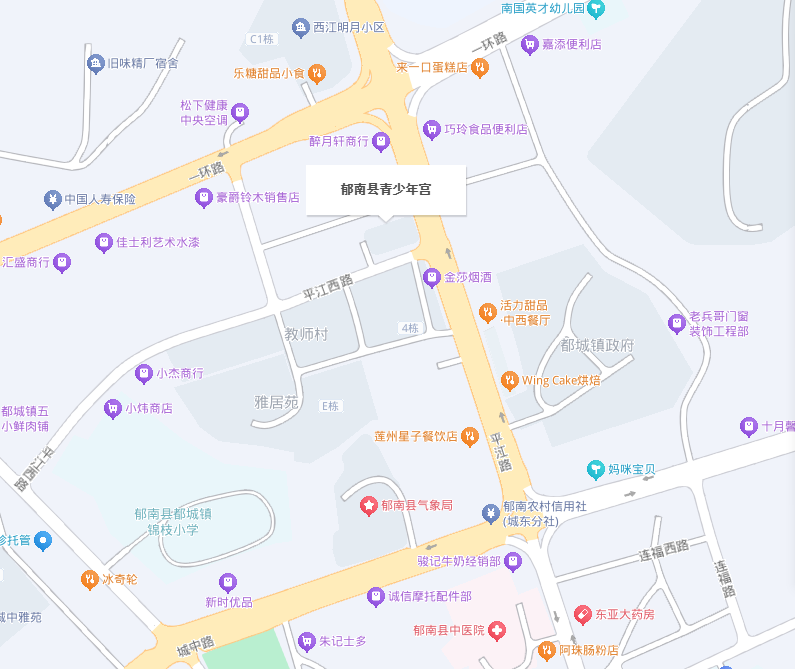 南国英才幼儿园
西江明月小区
C1栋
一环路
嘉添便利店
旧味精厂宿舍
乐糖甜品小食
来一口蛋糕店
松下健康
中央空调
醉月轩商行
巧玲食品便利店
一环路
郁南县青少年宫
中国人寿保险
豪爵铃木销售店
佳士利艺术水漆
汇盛商行
金莎烟酒
平江西路
活力甜品
·中西餐厅
老兵哥门窗
装饰工程部
教师村
4栋
都城镇政府
小杰商行
Wing Cake烘焙
雅居苑
E栋
小炜商店
都城镇五
小鲜肉铺
莲州星子餐饮店
平江路
十月馨
平江西路
妈咪宝贝
郁南县气象局
郁南农村信用社
(城东分社)
郁南县都城镇
锦枝小学
诊托管
骏记牛奶经销部
连福西路
连福路
冰奇轮
新时优品
诚信摩托配件部
城中雅苑
东亚大药房
郁南县中医院
朱记士多
城中路
阿珠肠粉店